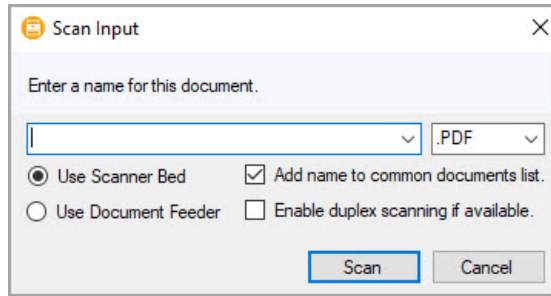 Scan Input
Enter a name for this document.
.PDF
Use Scanner Bed
Add name to common documents list.
Use Document Feeder
Enable duplex scanning if available.
Scan
Cancel